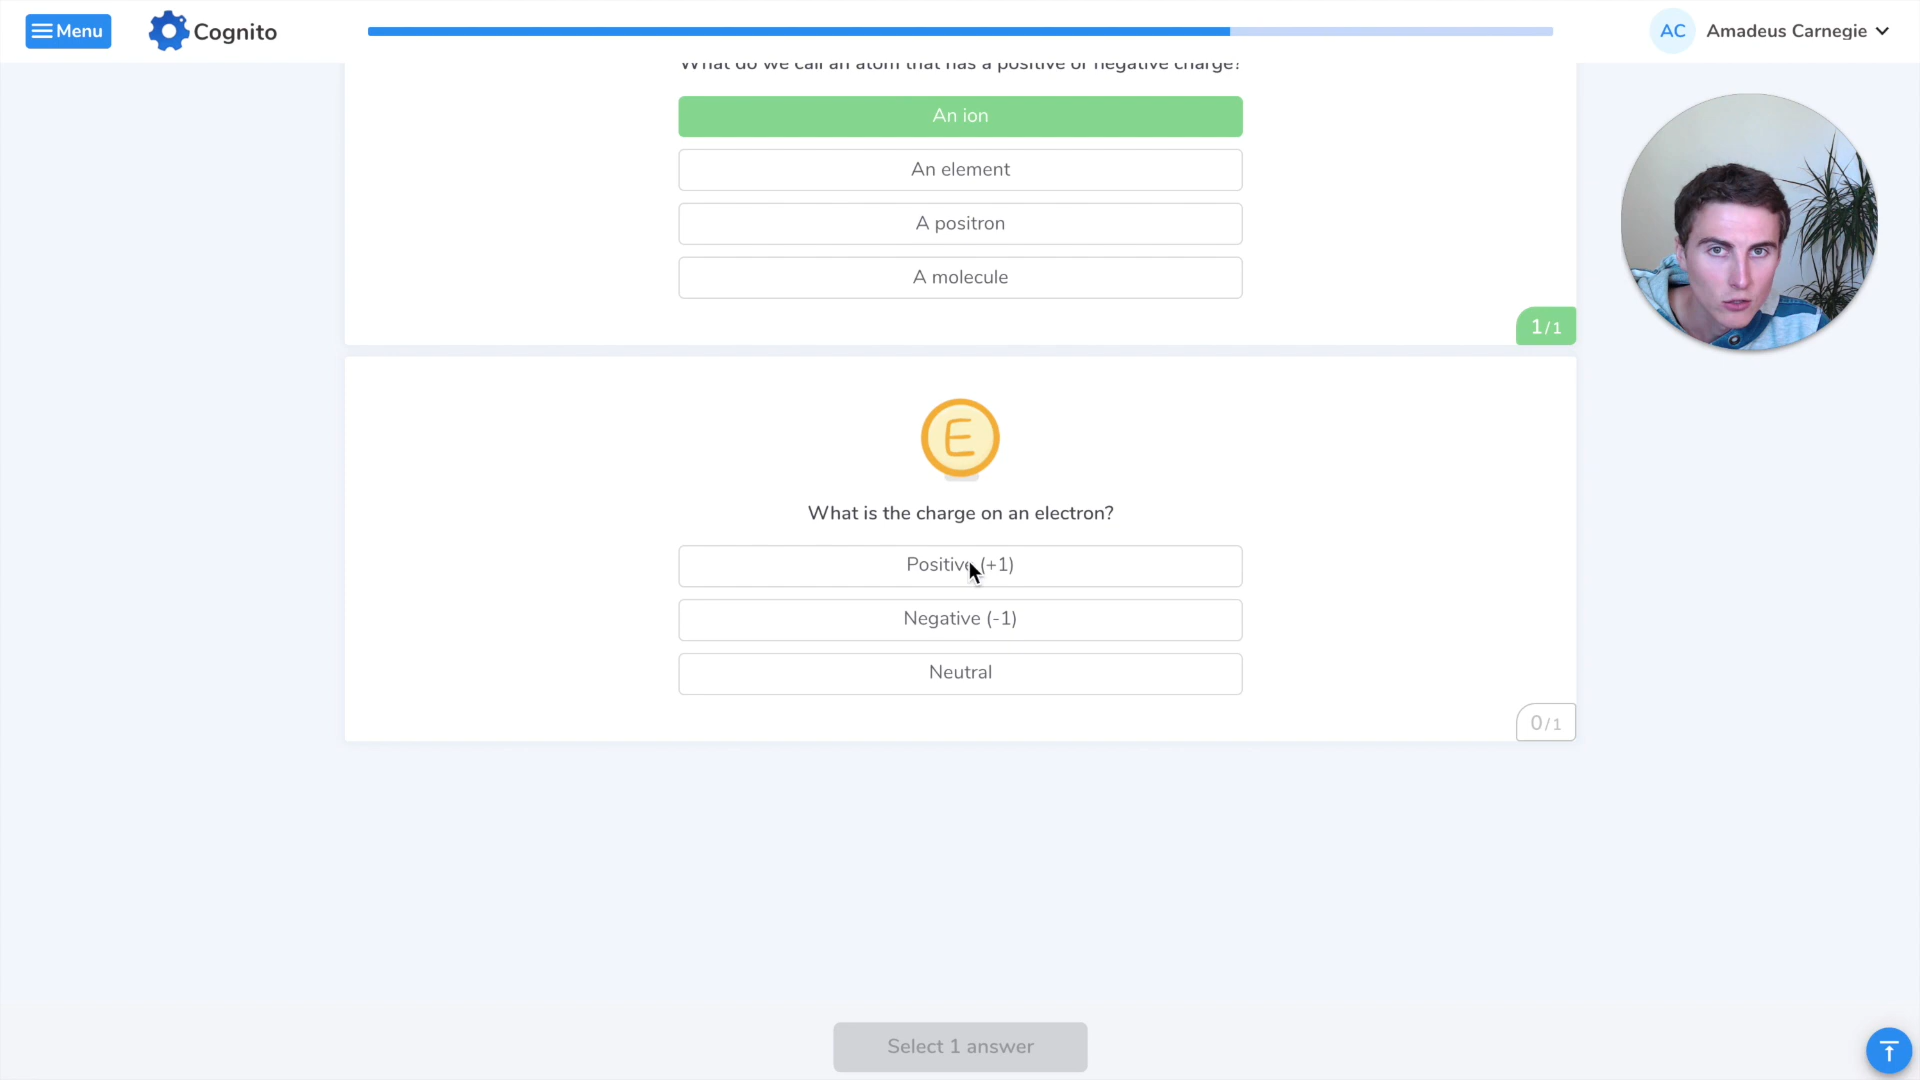 Menu
Cognito
AC
Amadeus Carnegie
What do we call an atom that has a positive or negative charge?
An ion
An element
A positron
A molecule
1/1
E
What is the charge on an electron?
Positive (+1)
Negative (-1)
Neutral
0/1
Select 1 answer